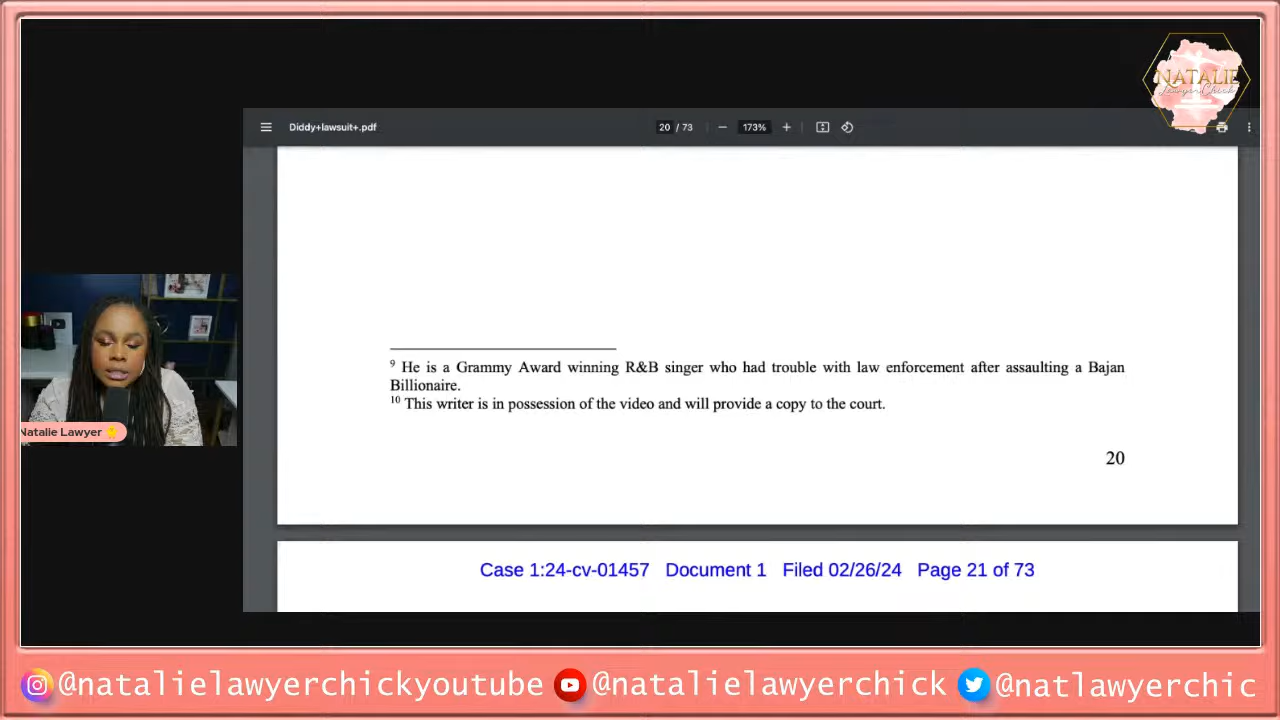 NATALIE
LawyerChick
Diddy+lawsuit+.pdf
20 / 73
173%
9 He is a Grammy Award winning R&B singer who had trouble with law enforcement after assaulting a Bajan
Billionaire.
10 This writer is in possession of the video and will provide a copy to the court.
20
Natalie Lawyer
Case 1:24-cv-01457 Document 1 Filed 02/26/24 Page 21 of 73
@natalielawyerchickyoutube @natalielawyerchick @natlawyerchic